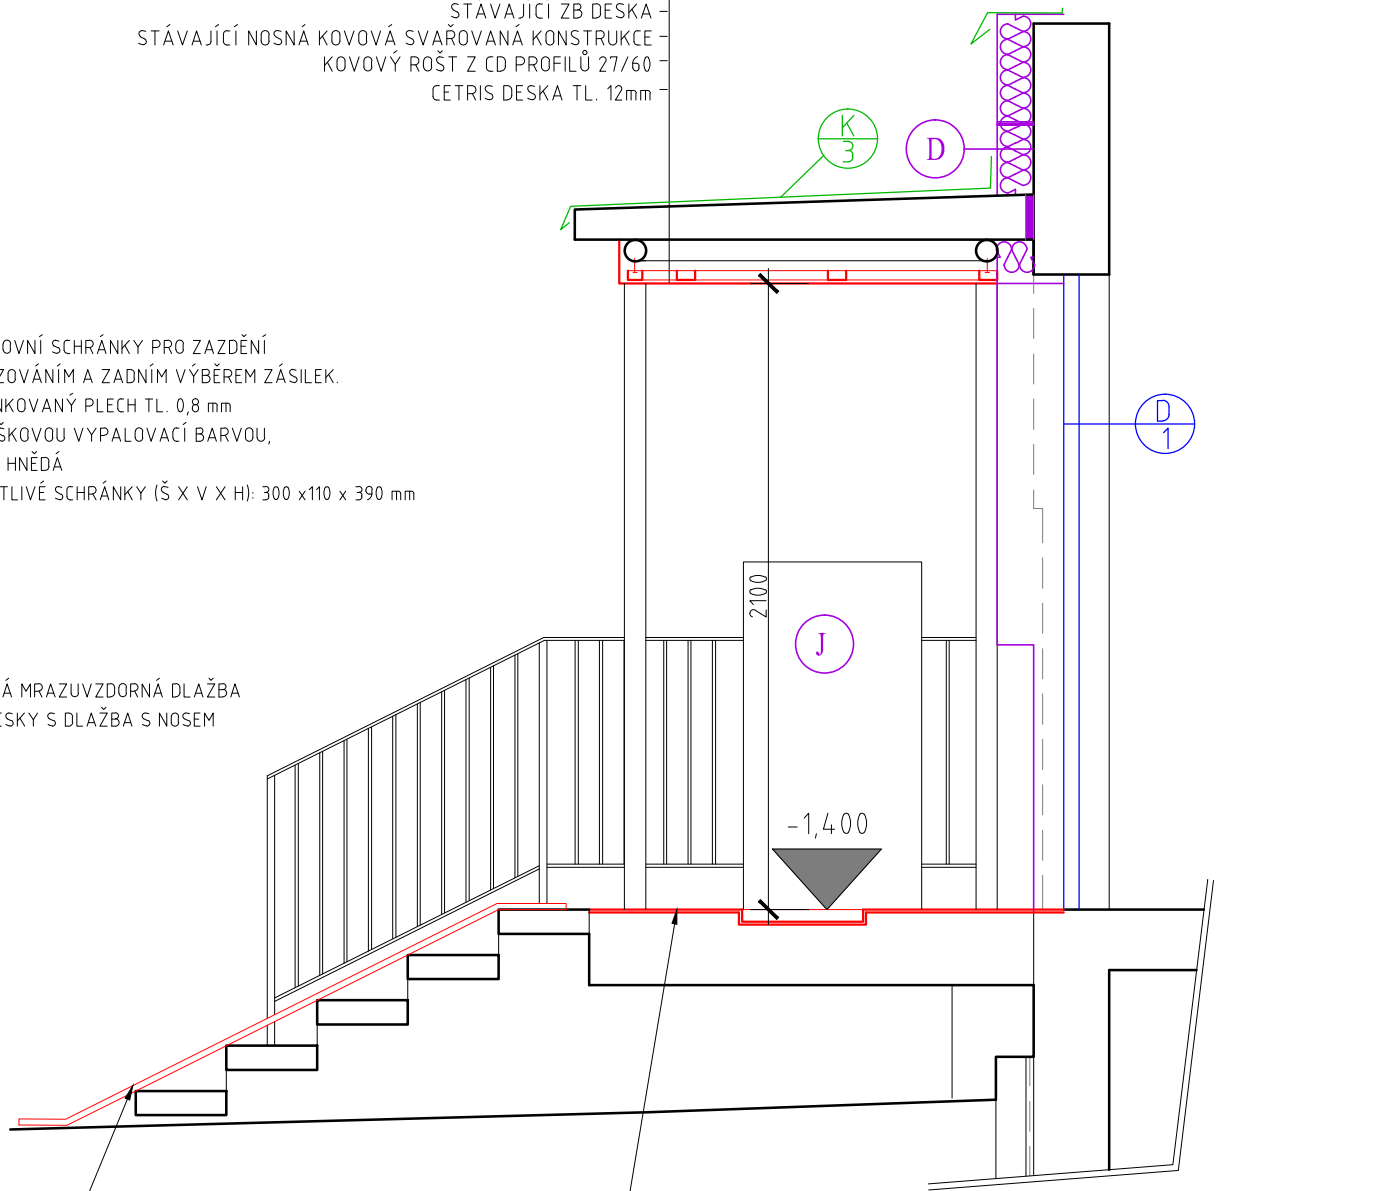 STÁVAJÍCÍ ZB DESKA
STÁVAJÍCÍ NOSNÁ KOVOVÁ SVAŘOVANÁ KONSTRUKCE
KOVOVÝ ROŠT Z CD PROFILŮ 27/60
CETRIS DESKA TL. 12mm
K
3
D
OVNÍ SCHRÁNKY PRO ZAZDĚNÍ
ZOVÁNÍM A ZADNÍM VÝBĚREM ZÁSILEK.
NKOVANÝ PLECH TL. 0,8 mm
ŠKOVOU VYPALOVACÍ BARVOU,
HNĚDÁ
TLIVÉ SCHRÁNKY (Š X V X H): 300 x110 x 390 mm
D
1
2100
J
Á MRAZUVZDORNÁ DLAŽBA
ESKY S DLAŽBA S NOSEM
-1,400